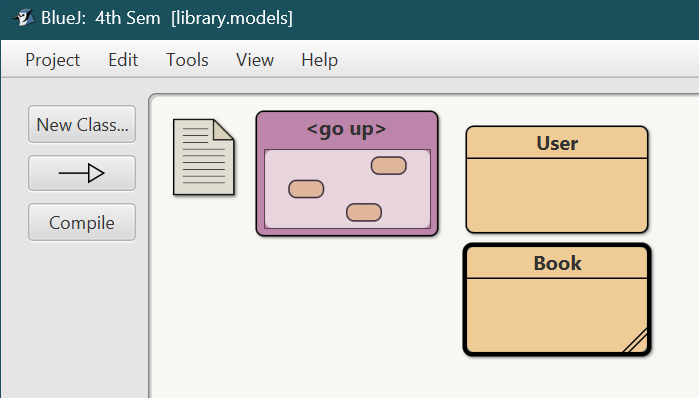 BlueJ:  4th Sem  [library.models]
Project Edit Tools View Help
New Class...
Compile
<go up>
User
Book